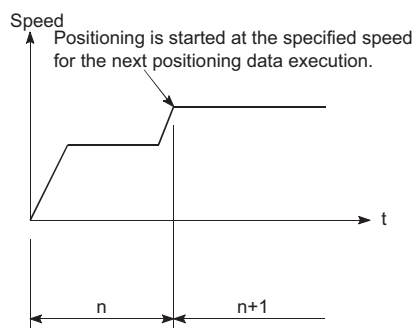 Speed
Positioning is started at the specified speed
for the next positioning data execution.
t
n
n+1